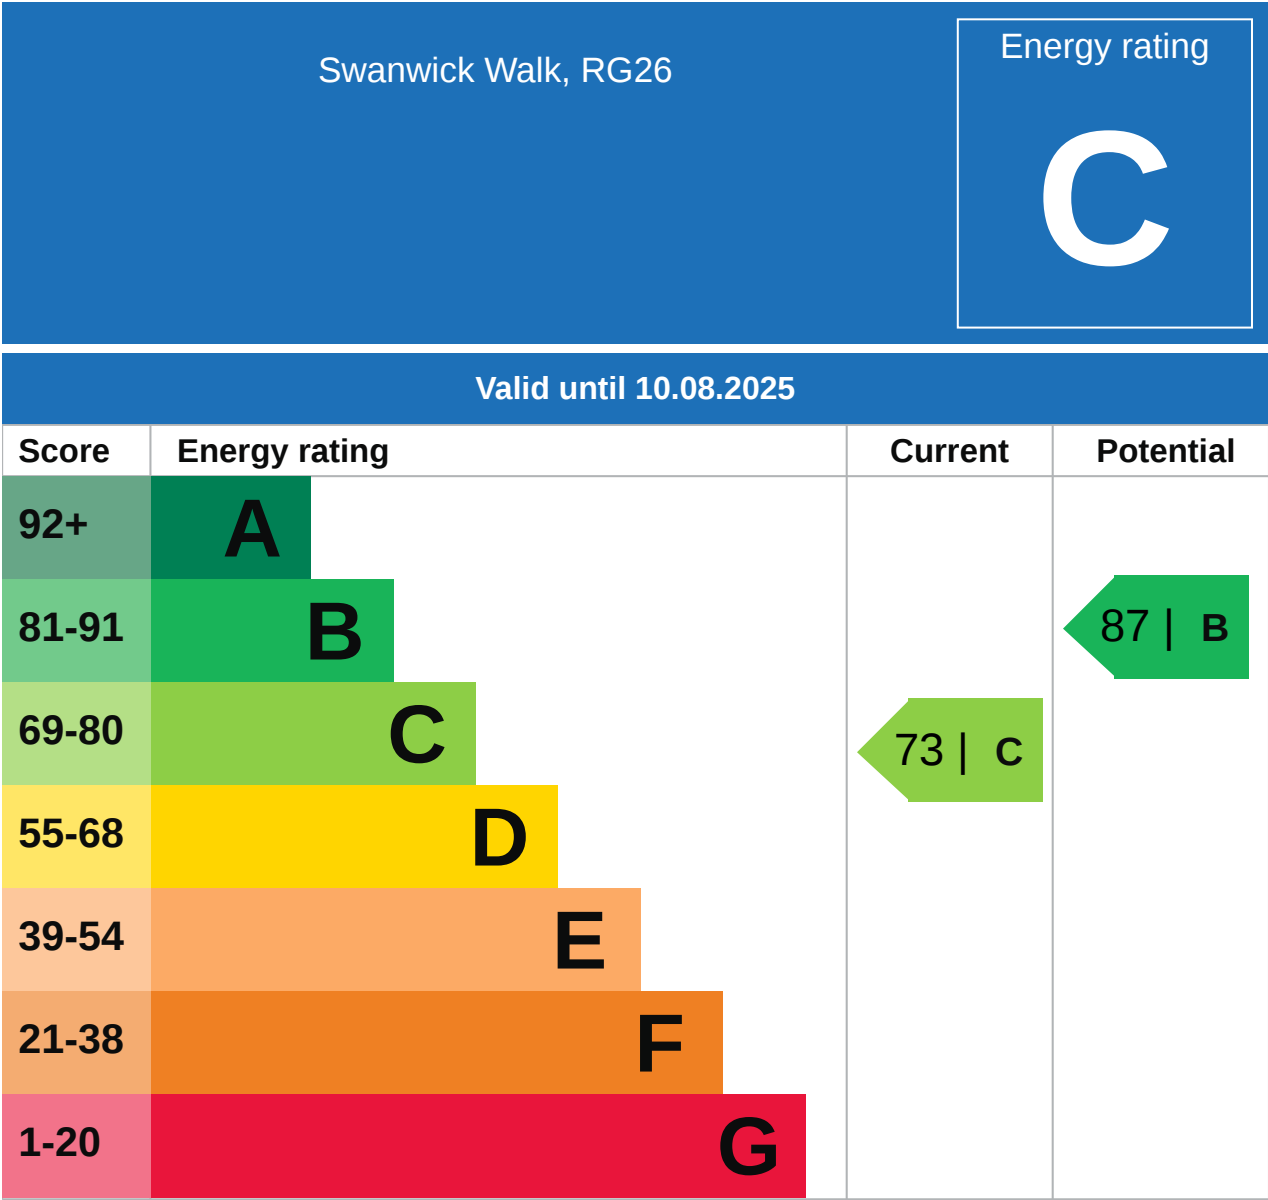 Swanwick Walk, RG26
Energy rating
C
Valid until 10.08.2025
Score Energy rating Current Potential
92+ A
81-91 B 87 | B
69-80 C 73 | C
55-68 D
39-54 E
21-38 F
1-20 G